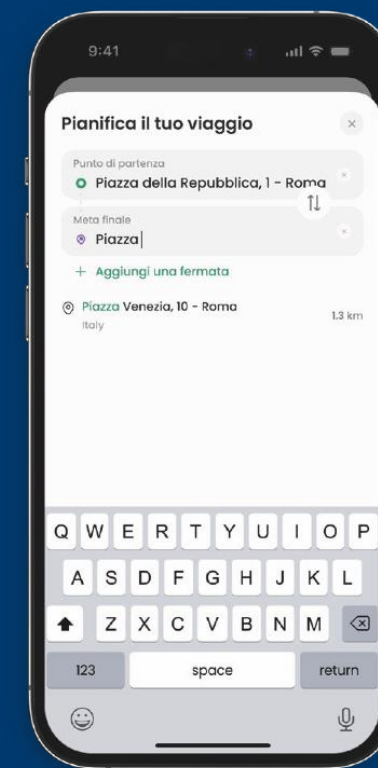 9:41
Pianifica il tuo viaggio
Punto di partenza
Piazza della Repubblica, 1 - Roma
Meta finale
Piazza
+ Aggiungi una fermata
Piazza Venezia, 10 - Roma
1.3 km
Italy
Q W E R T Y U I O P
A S D F G H J K L
Z X C V B N M
123 space return